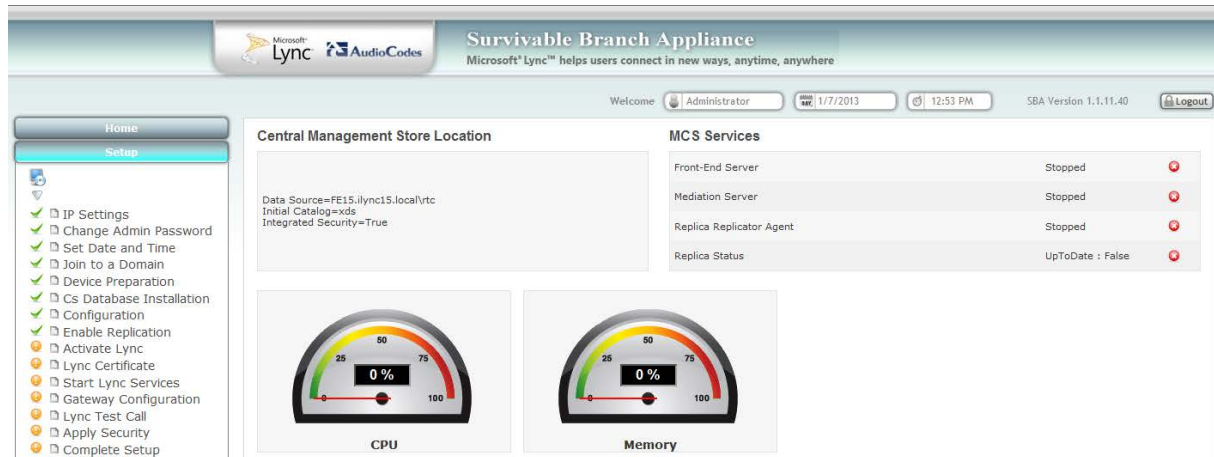 Microsoft®
Lync AudioCodes
Survivable Branch Appliance
Microsoft® Lync™ helps users connect in new ways, anytime, anywhere
Welcome Administrator 1/7/2013 12:53 PM SBA Version 1.1.11.40 Logout
Home
Setup
IP Settings
Change Admin Password
Set Date and Time
Join to a Domain
Device Preparation
Cs Database Installation
Configuration
Enable Replication
Activate Lync
Lync Certificate
Start Lync Services
Gateway Configuration
Lync Test Call
Apply Security
Complete Setup
Central Management Store Location
Data Source=FE15.ilync15.local\rtc
Initial Catalog=xds
Integrated Security=True
MCS Services
Front-End Server Stopped
Mediation Server Stopped
Replica Replicator Agent Stopped
Replica Status UpToDate : False
50
25 75
0 %
0 100
CPU
50
25 75
0 %
0 100
Memory